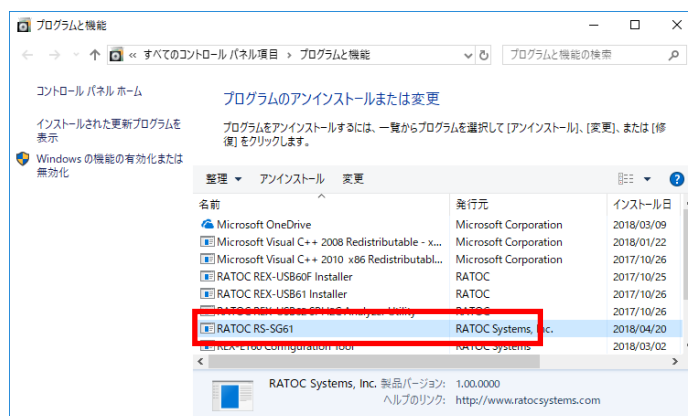 プログラムと機能
« すべてのコントロール パネル項目 › プログラムと機能
プログラムと機能の検索
コントロール パネル ホーム
インストールされた更新プログラムを
表示
Windows の機能の有効化または
無効化
プログラムのアンインストールまたは変更
プログラムをアンインストールするには、一覧からプログラムを選択して [アンインストール]、[変更]、または [修
復] をクリックします。
整理 アンインストール 変更
名前 発行元 インストール日
Microsoft OneDrive Microsoft Corporation 2018/03/09
Microsoft Visual C++ 2008 Redistributable - x... Microsoft Corporation 2018/01/22
Microsoft Visual C++ 2010 x86 Redistributabl... Microsoft Corporation 2017/10/26
RATOC REX-USB60F Installer RATOC 2017/10/25
RATOC REX-USB61 Installer RATOC 2017/10/26
RATOC 2017/10/26
RATOC RS-SG61 RATOC Systems, Inc. 2018/04/20
REX-E160 Configuration Tool RATOC Systems 2018/03/02
RATOC Systems, Inc. 製品バージョン: 1.00.0000
ヘルプのリンク: http://www.ratocsystems.com